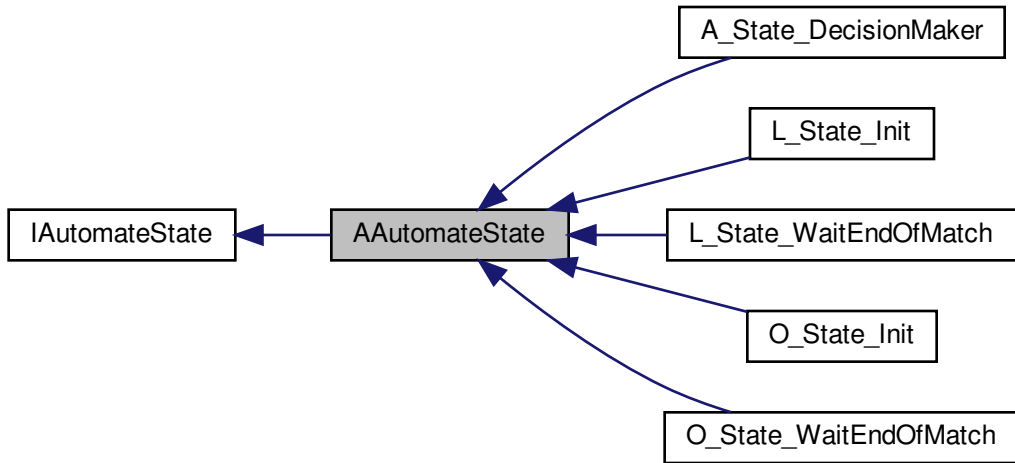 A_State_DecisionMaker
L_State_Init
IAutomateState
AAutomateState
L_State_WaitEndOfMatch
O_State_Init
O_State_WaitEndOfMatch